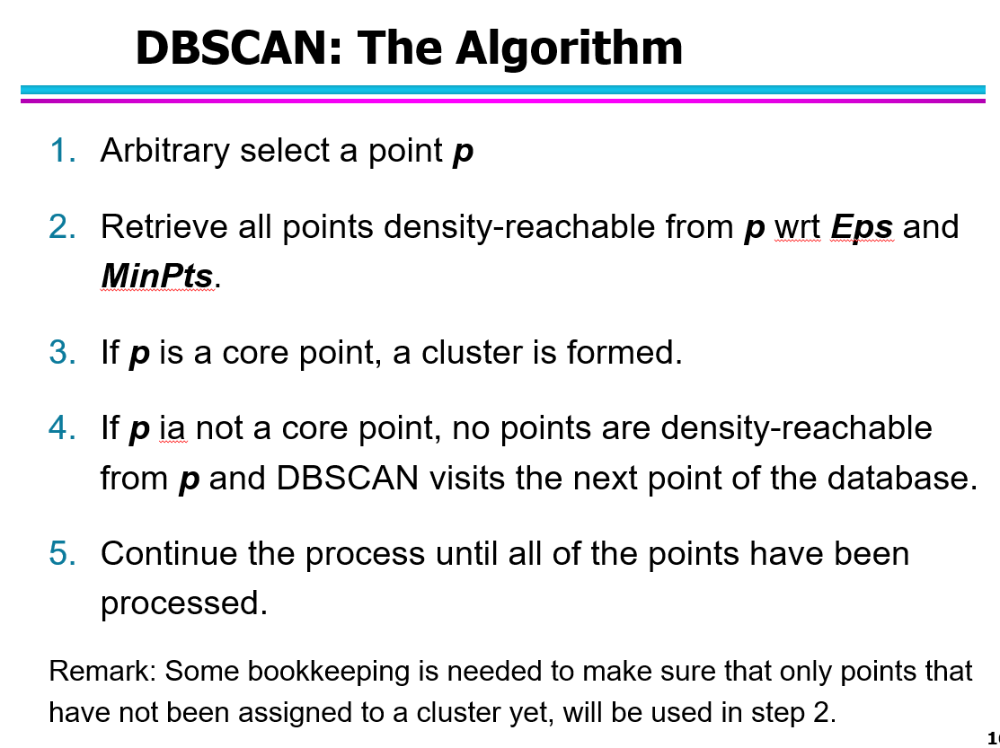 DBSCAN: The Algorithm
1. Arbitrary select a point p
2. Retrieve all points density-reachable from p wrt Eps and
MinPts.
3. If p is a core point, a cluster is formed.
4. If p ia not a core point, no points are density-reachable
from p and DBSCAN visits the next point of the database.
5. Continue the process until all of the points have been
processed.
Remark: Some bookkeeping is needed to make sure that only points that
have not been assigned to a cluster yet, will be used in step 2.